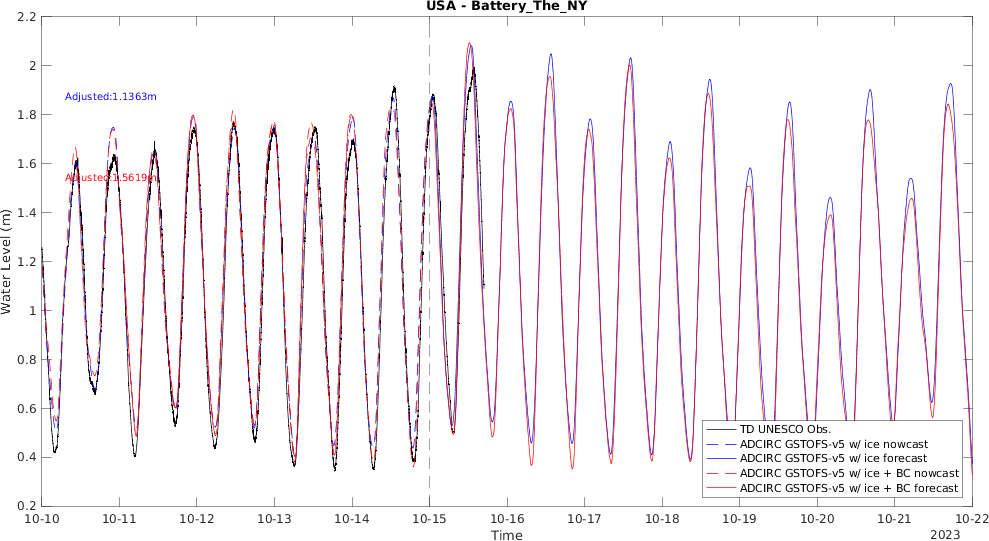 USA - Battery_The_NY
2.2
2
1.8
1.6
1.4
1.2
1
0.8
0.6
0.4
0.2
Water Level (m)
Adjusted:1.1363m
Adjusted:1.5619m
TD UNESCO Obs.
ADCIRC GSTOFS-v5 w/ ice nowcast
ADCIRC GSTOFS-v5 w/ ice forecast
ADCIRC GSTOFS-v5 w/ ice + BC nowcast
ADCIRC GSTOFS-v5 w/ ice + BC forecast
10-10 10-11 10-12 10-13 10-14 10-15 10-16 10-17 10-18 10-19 10-20 10-21 10-22
Time
2023